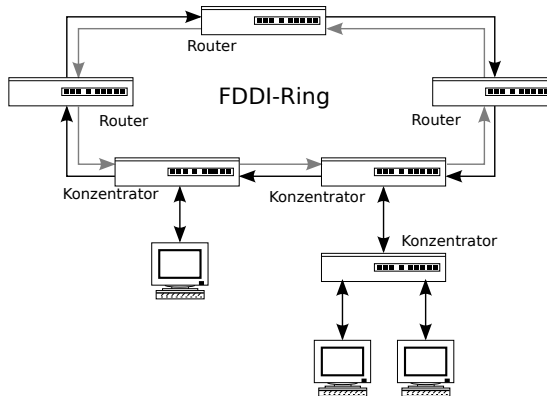 Router
FDDI-Ring
Router
Router
Konzentrator
Konzentrator
Konzentrator